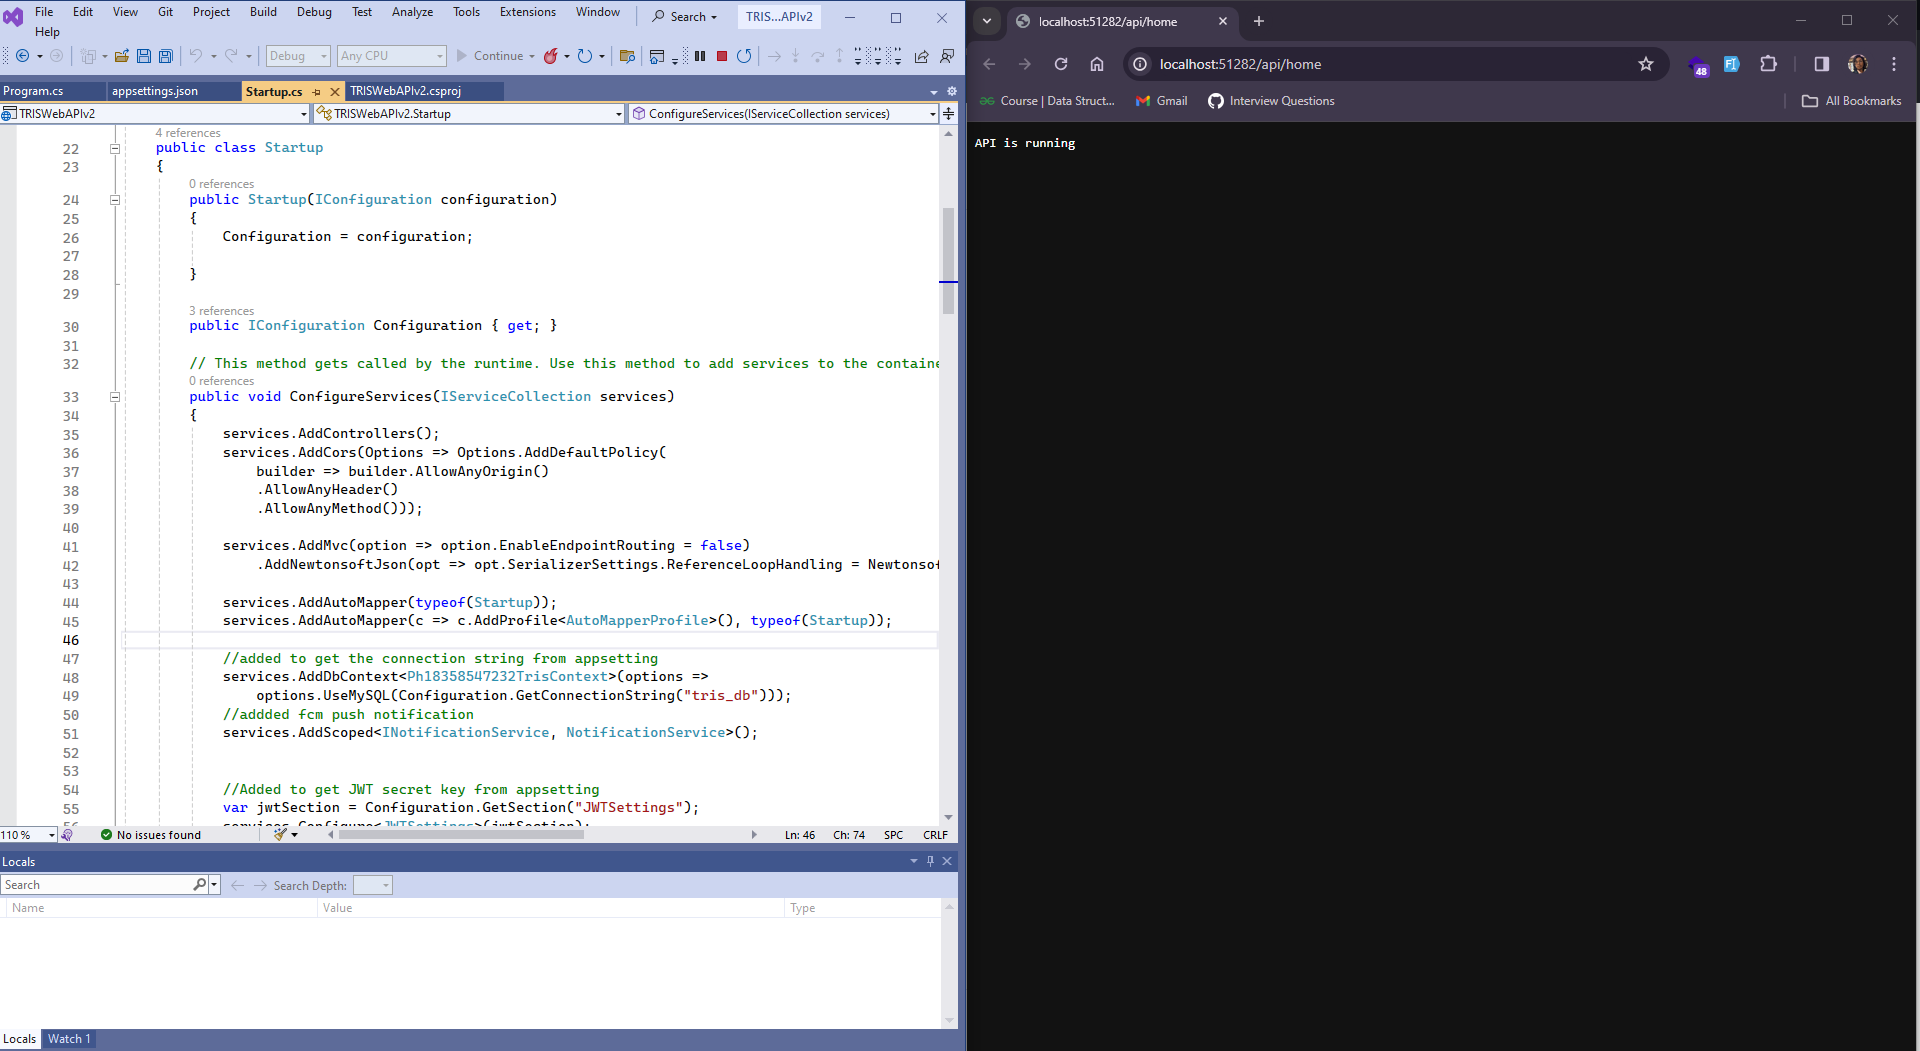 File Edit View Git Project Build Debug Test Analyze Tools Extensions Window Search TRIS...APIv2
Help
Debug Any CPU Continue
Program.cs appsettings.json Startup.cs TRISWebAPIv2.csproj
TRISWebAPIv2 TRISWebAPIv2.Startup ConfigureServices(IServiceCollection services)
4 references
22 public class Startup
23 {
0 references
24 public Startup(IConfiguration configuration)
25 {
26 Configuration = configuration;
27
28 }
29
3 references
30 public IConfiguration Configuration { get; }
31
32 // This method gets called by the runtime. Use this method to add services to the containe
0 references
33 public void ConfigureServices(IServiceCollection services)
34 {
35 services.AddControllers();
36 services.AddCors(Options => Options.AddDefaultPolicy(
37 builder => builder.AllowAnyOrigin()
38 .AllowAnyHeader()
39 .AllowAnyMethod()));
40
41 services.AddMvc(option => option.EnableEndpointRouting = false)
42 .AddNewtonsoftJson(opt => opt.SerializerSettings.ReferenceLoopHandling = Newtonsof
43
44 services.AddAutoMapper(typeof(Startup));
45 services.AddAutoMapper(c => c.AddProfile<AutoMapperProfile>(), typeof(Startup));
46
47 //added to get the connection string from appsetting
48 services.AddDbContext<Ph18358547232TrisContext>(options =>
49 options.UseMySQL(Configuration.GetConnectionString("tris_db")));
50 //addded fcm push notification
51 services.AddScoped<INotificationService, NotificationService>();
52
53
54 //Added to get JWT secret key from appsetting
55 var jwtSection = Configuration.GetSection("JWTSettings");
56 services.Configure<JWTSettings>(jwtSection);
110 % No issues found Ln: 46 Ch: 74 SPC CRLF
Locals
Search Search Depth:
Name Value Type
Locals Watch 1
localhost:51282/api/home
localhost:51282/api/home 48
Course | Data Struct... Gmail Interview Questions All Bookmarks
API is running